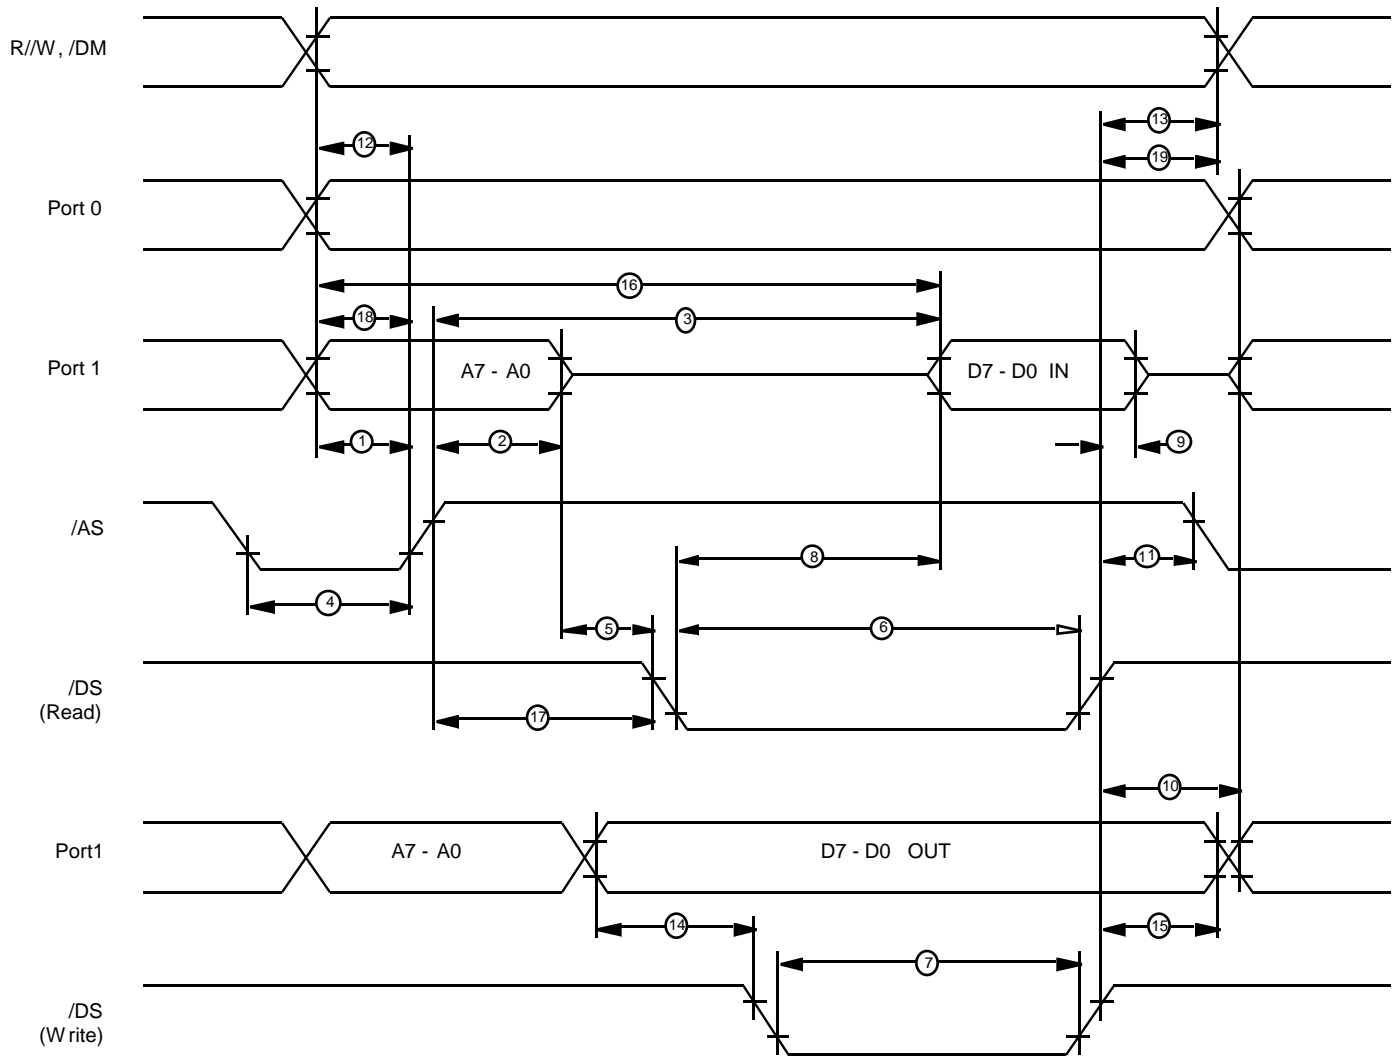 R//W, /DM
13
12
19
Port 0
16
18
3
Port 1
A7 - A0
D7 - D0 IN
1
2
9
/AS
8
11
4
5
6
/DS
(Read)
17
10
Port1
A7 - A0
D7 - D0 OUT
14
15
7
/DS
(Write)